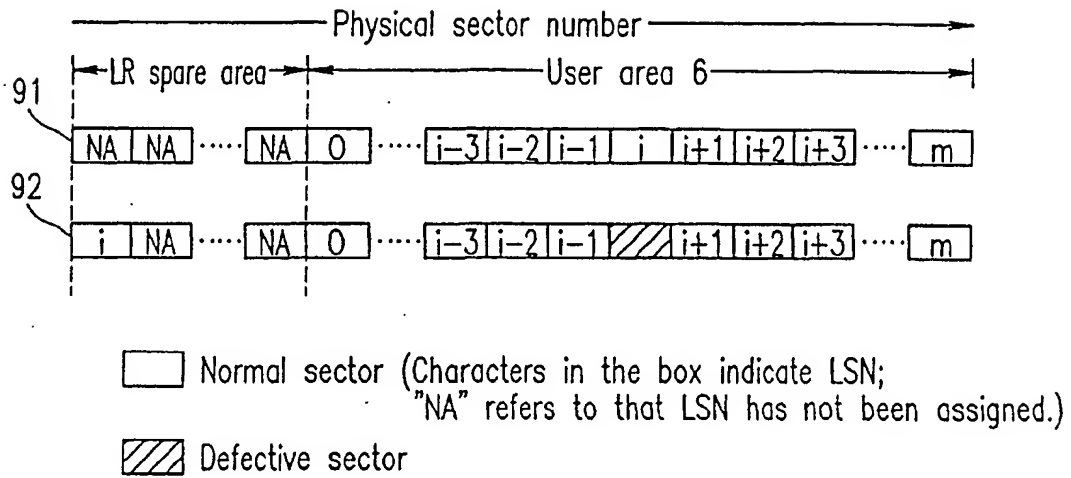 Physical sector number
LR spare area User area 6
91
NA NA ..... NA 0 ..... i-3 i-2 i-1 i i+1 i+2 i+3 ..... m
92
i NA ..... NA 0 ..... i-3 i-2 i-1 i+1 i+2 i+3 ..... m
Normal sector (Characters in the box indicate LSN;
"NA" refers to that LSN has not been assigned.)
Defective sector